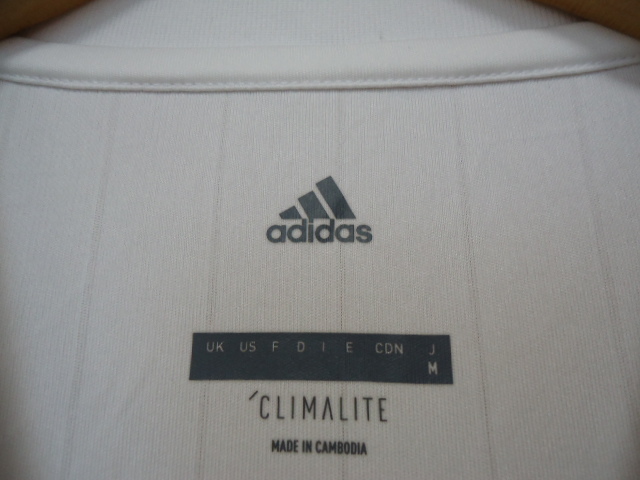 adidas
UK US F D I E CDN J
M
´CLIMALITE
MADE IN CAMBODIA